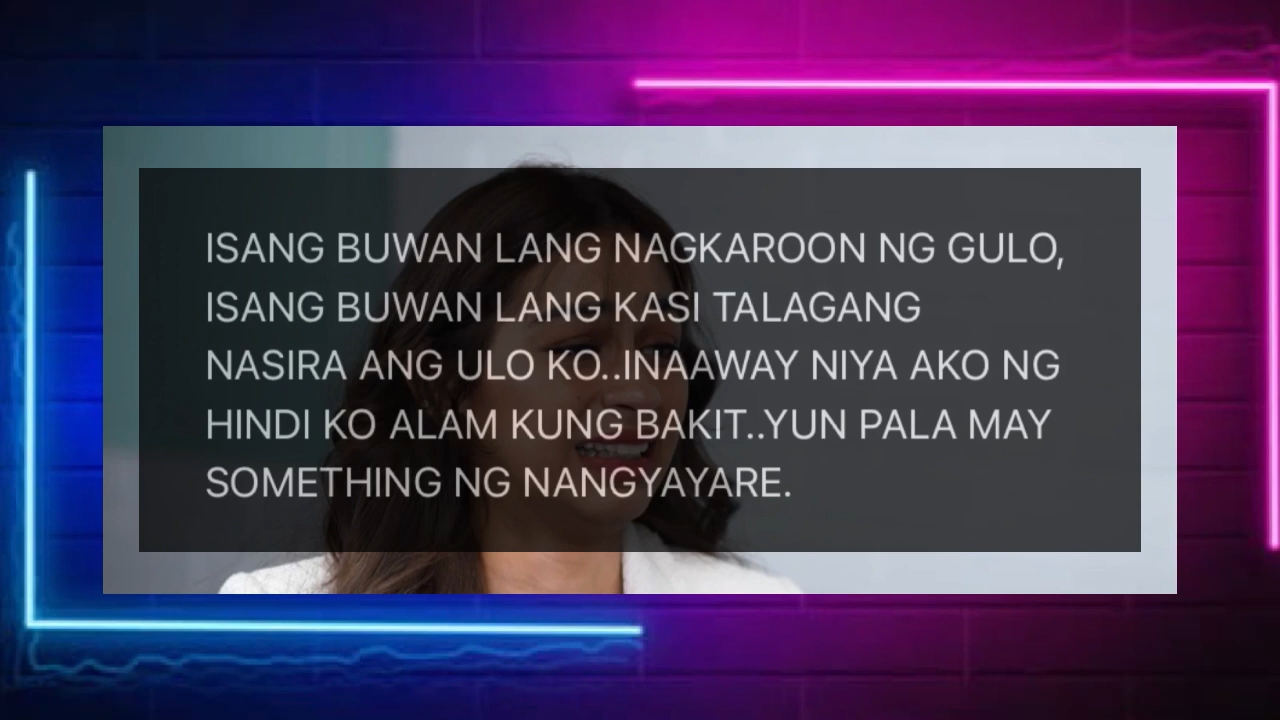 ISANG BUWAN LANG NAGKAROON NG GULO,
ISANG BUWAN LANG KASI TALAGANG
NASIRA ANG ULO KO..INAAWAY NIYA AKO NG
HINDI KO ALAM KUNG BAKIT..YUN PALA MAY
SOMETHING NG NANGYAYARE.